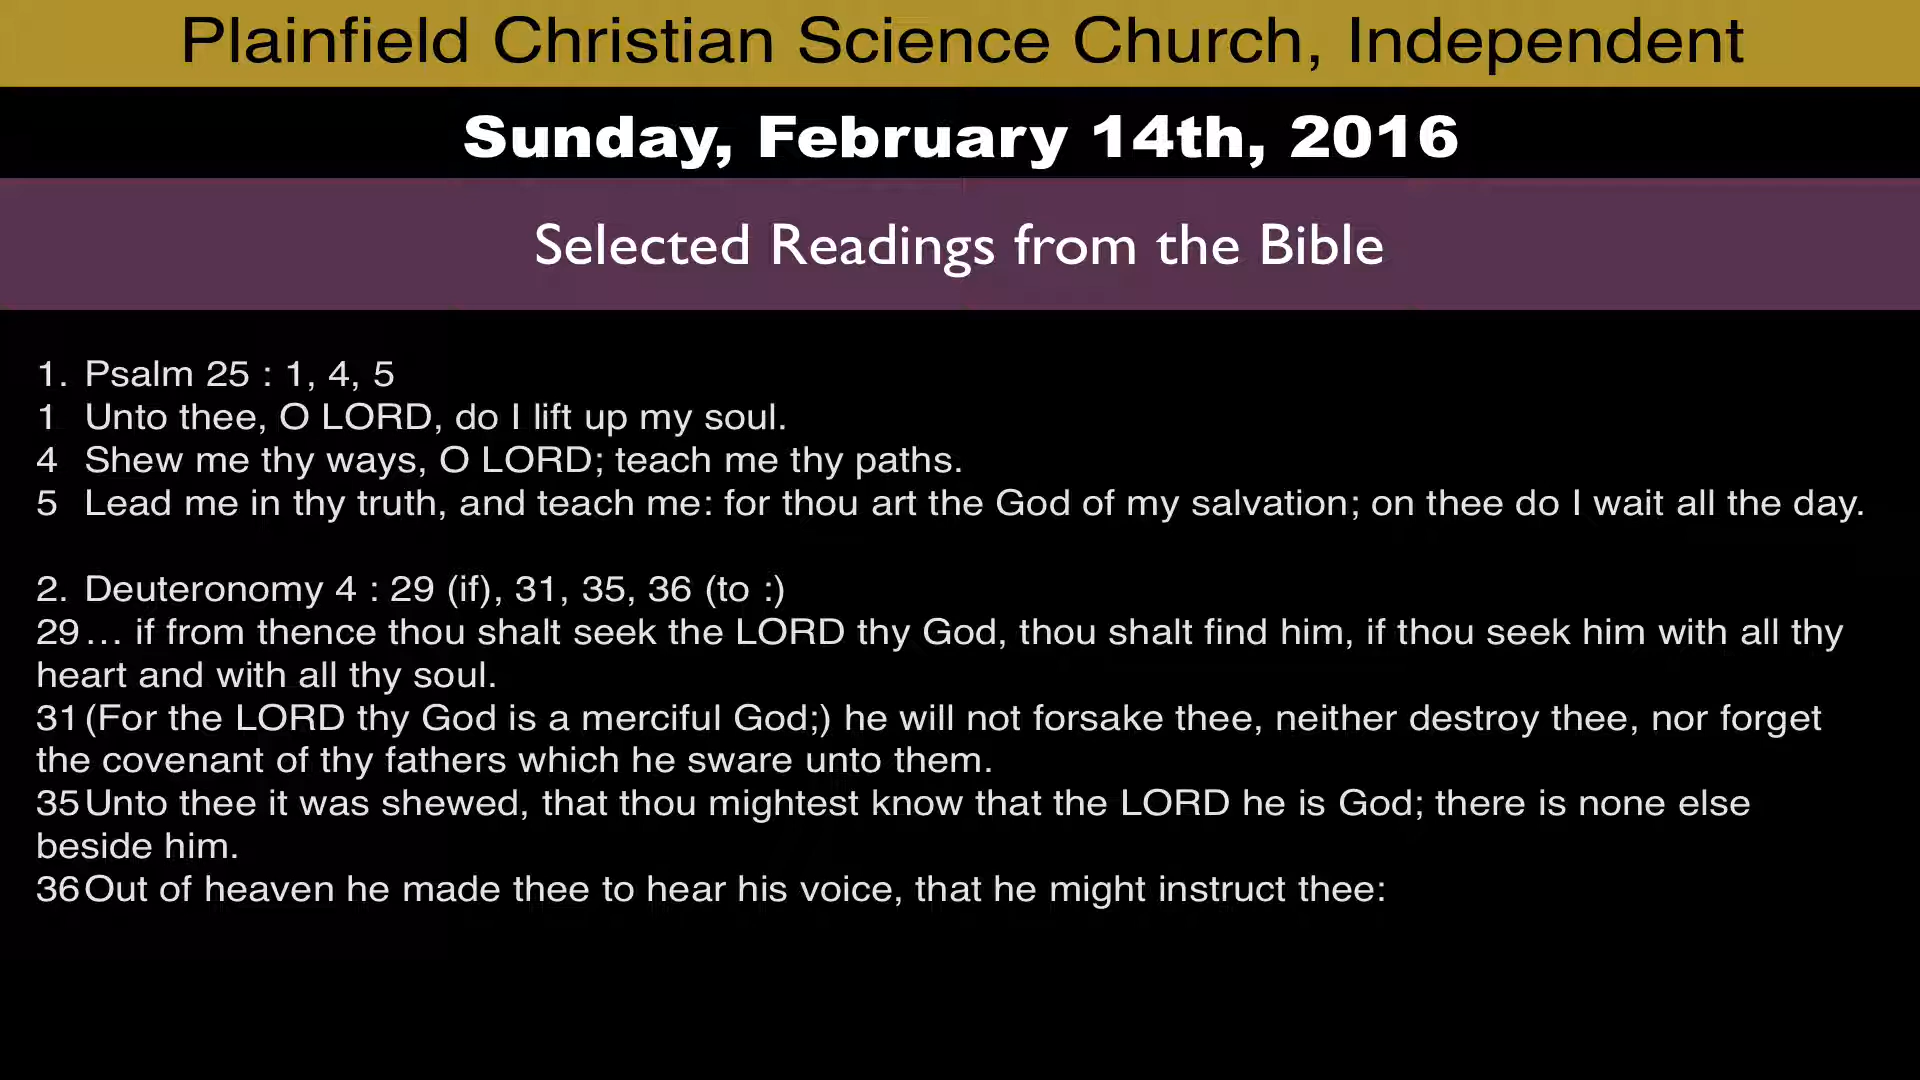 Plainfield Christian Science Church, Independent
Sunday, February 14th, 2016
Selected Readings from the Bible
1. Psalm 25 : 1, 4, 5
1 Unto thee, O LORD, do I lift up my soul.
4 Shew me thy ways, O LORD; teach me thy paths.
5 Lead me in thy truth, and teach me: for thou art the God of my salvation; on thee do I wait all the day.
2. Deuteronomy 4 : 29 (if), 31, 35, 36 (to :)
29 … if from thence thou shalt seek the LORD thy God, thou shalt find him, if thou seek him with all thy
heart and with all thy soul.
31 (For the LORD thy God is a merciful God;) he will not forsake thee, neither destroy thee, nor forget
the covenant of thy fathers which he sware unto them.
35 Unto thee it was shewed, that thou mightest know that the LORD he is God; there is none else
beside him.
36 Out of heaven he made thee to hear his voice, that he might instruct thee: